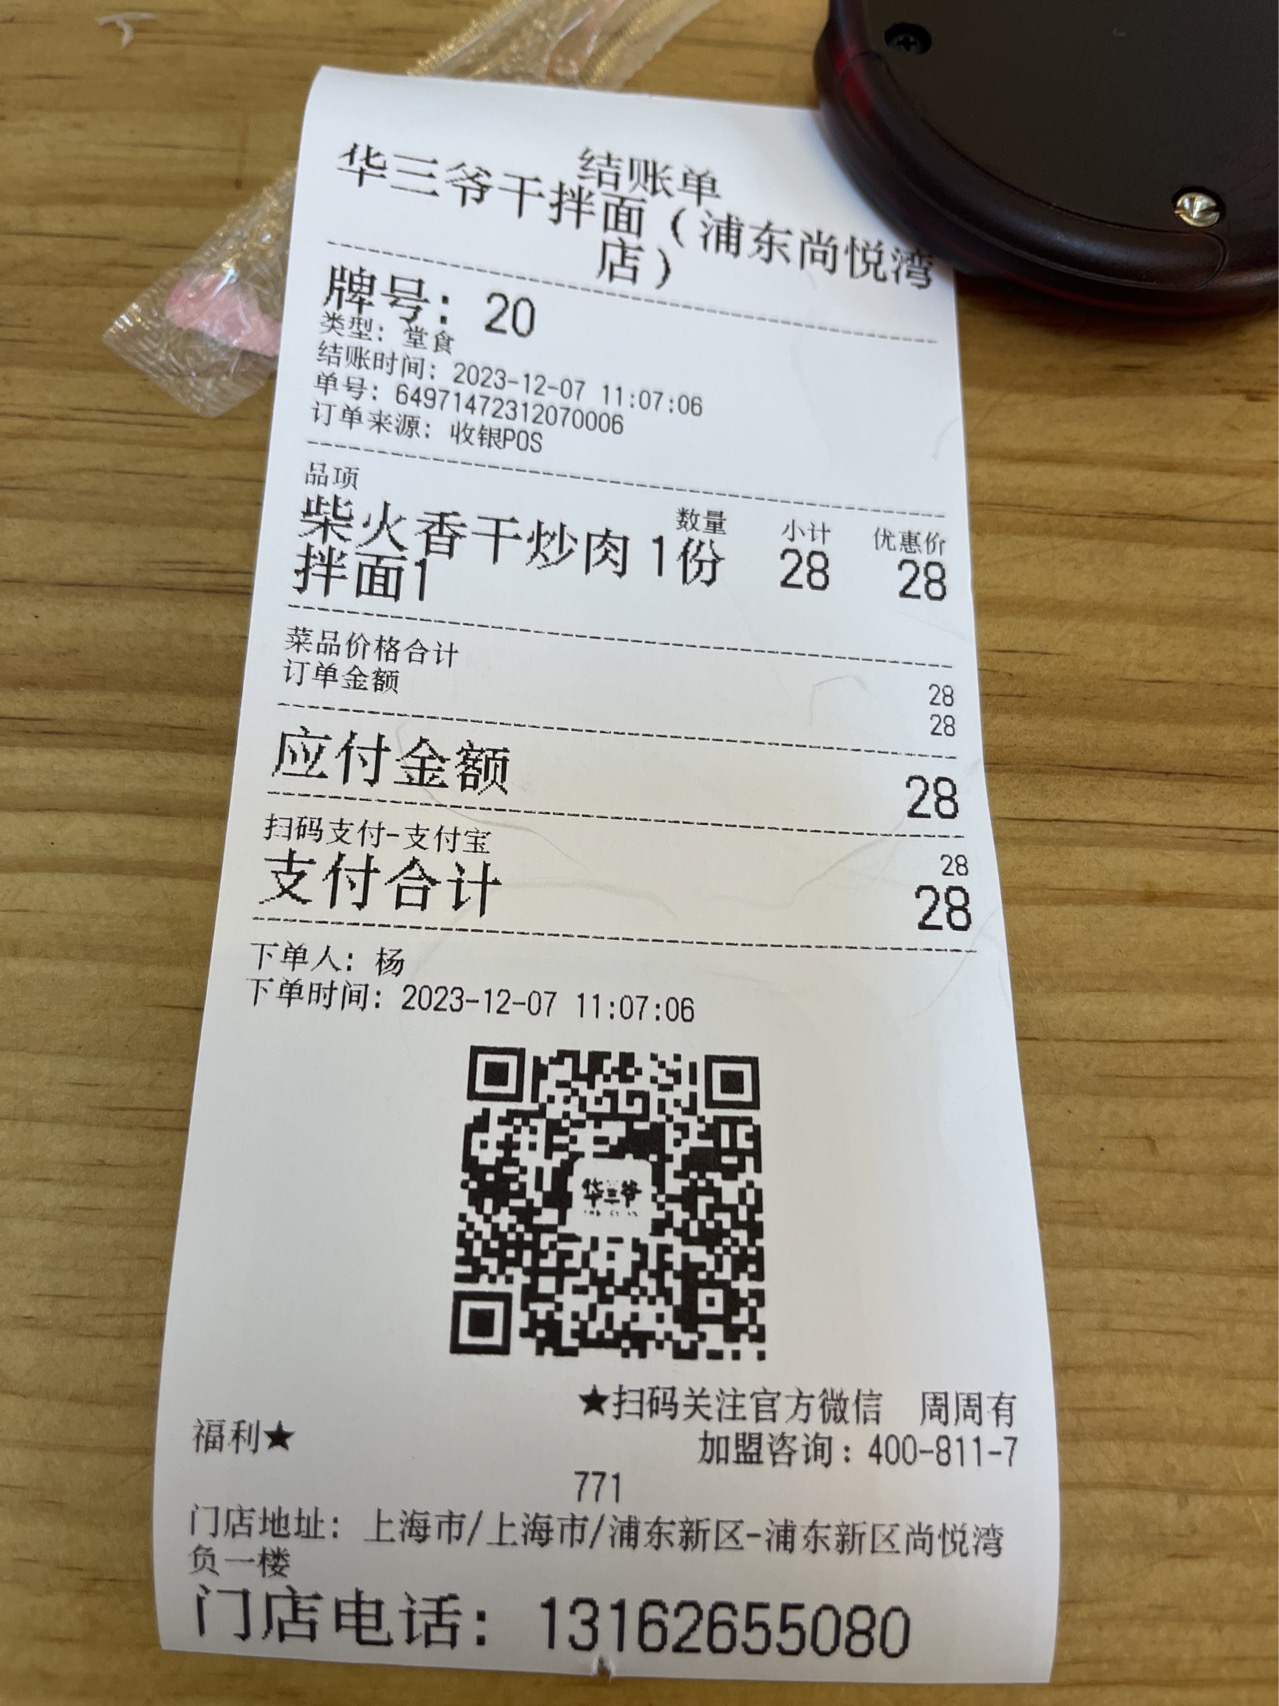 结账单
华三爷干拌面（浦东尚悦湾
店）
牌号：20
类型：堂食
结账时间：2023-12-07 11:07:06
单号：64971472312070006
订单来源：收银POS
品项 数量 小计 优惠价
柴火香干炒肉 1份 28 28
拌面1
菜品价格合计 28
订单金额 28
应付金额 28
扫码支付-支付宝 28
支付合计 28
下单人：杨
下单时间：2023-12-07 11:07:06
华三爷
★扫码关注官方微信 周周有
福利★ 加盟咨询：400-811-7
771
门店地址：上海市/上海市/浦东新区-浦东新区尚悦湾
负一楼
门店电话：13162655080